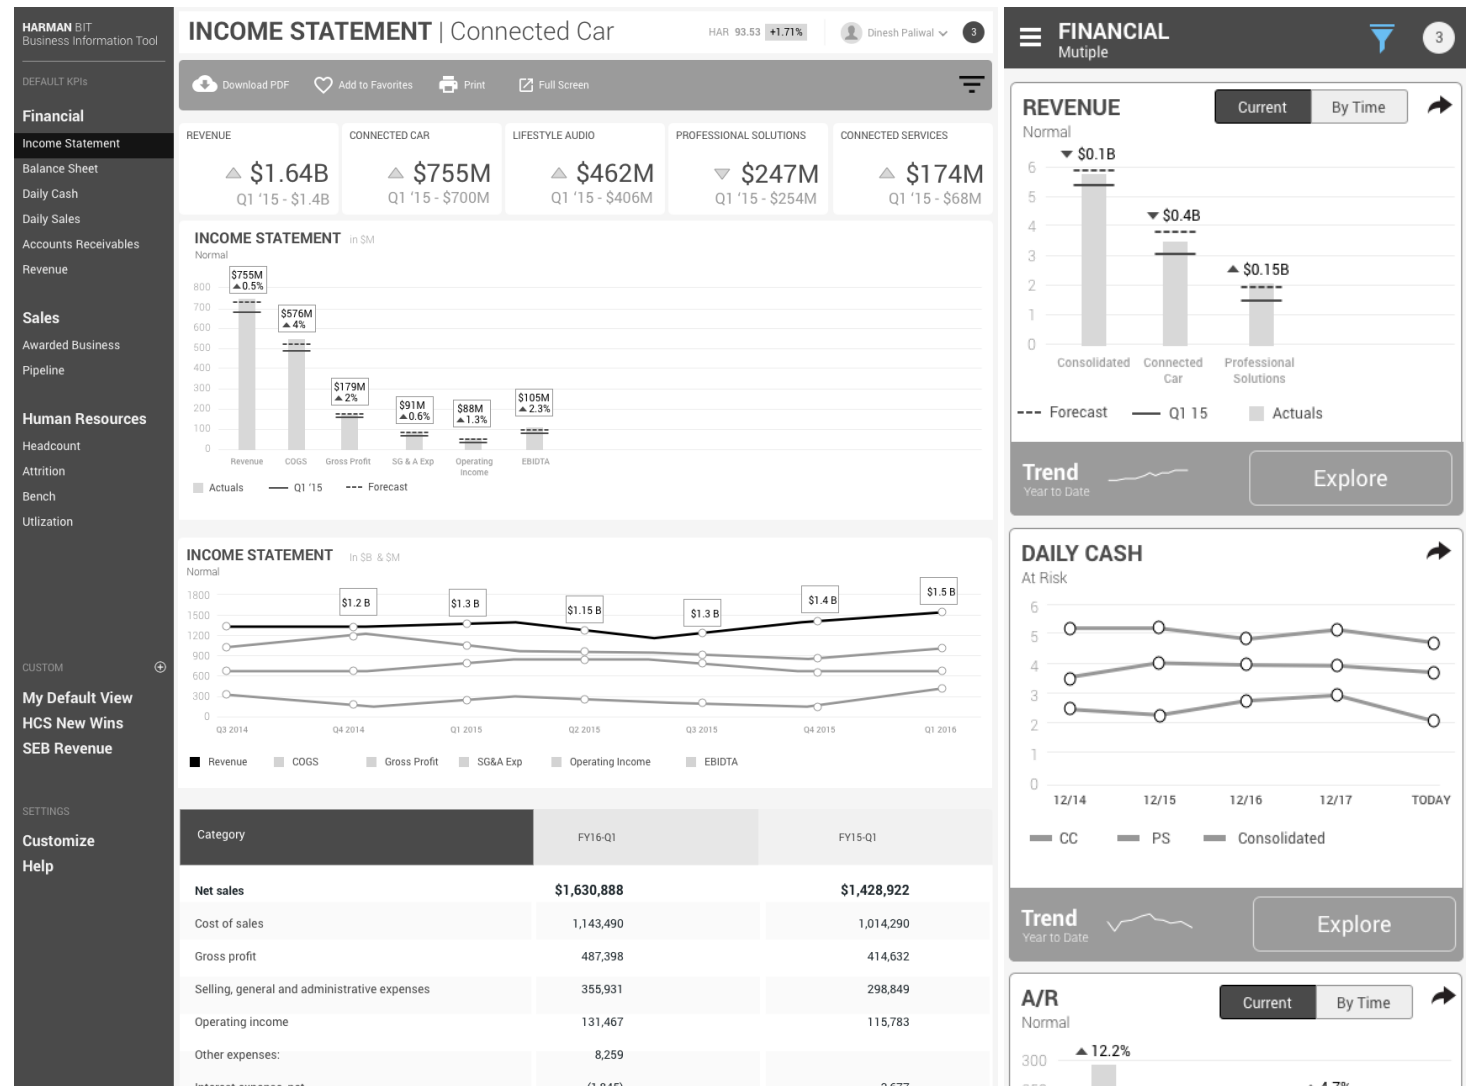 HARMAN BIT
Business Information Tool
DEFAULT KPIs
Financial
Income Statement
Balance Sheet
Daily Cash
Daily Sales
Accounts Receivables
Revenue
Sales
Awarded Business
Pipeline
Human Resources
Headcount
Attrition
Bench
Utlization
CUSTOM
My Default View
HCS New Wins
SEB Revenue
SETTINGS
Customize
Help
INCOME STATEMENT | Connected Car
HAR 93.53 +1.71%
Dinesh Paliwal
3
Download PDF Add to Favorites Print Full Screen
REVENUE
$1.64B
Q1 '15 - $1.4B
CONNECTED CAR
$755M
Q1 '15 - $700M
LIFESTYLE AUDIO
$462M
Q1 '15 - $406M
PROFESSIONAL SOLUTIONS
$247M
Q1 '15 - $254M
CONNECTED SERVICES
$174M
Q1 '15 - $68M
INCOME STATEMENT in $M
Normal
800
700
600
500
400
300
200
100
0
$755M
▲0.5%
$576M
▲4%
$179M
▲2%
$91M
▲0.6%
$88M
▲1.3%
$105M
▲2.3%
Revenue COGS Gross Profit SG & A Exp Operating Income EBIDTA
Actuals Q1 '15 Forecast
INCOME STATEMENT In $B & $M
Normal
1800
1500
1200
900
600
300
0
$1.2 B $1.3 B $1.15 B $1.3 B $1.4 B $1.5 B
Q3 2014 Q4 2014 Q1 2015 Q2 2015 Q3 2015 Q4 2015 Q1 2016
Revenue COGS Gross Profit SG&A Exp Operating Income EBIDTA
Category FY16-Q1 FY15-Q1
Net sales $1,630,888 $1,428,922
Cost of sales 1,143,490 1,014,290
Gross profit 487,398 414,632
Selling, general and administrative expenses 355,931 298,849
Operating income 131,467 115,783
Other expenses: 8,259
FINANCIAL
Mutiple
3
REVENUE
Normal
Current By Time
6
5
4
3
2
1
0
▼ $0.1B
▼ $0.4B
▲ $0.15B
Consolidated Connected Car Professional Solutions
Forecast Q1 15 Actuals
Trend
Year to Date
Explore
DAILY CASH
At Risk
6
5
4
3
2
1
0
12/14 12/15 12/16 12/17 TODAY
CC PS Consolidated
Trend
Year to Date
Explore
A/R
Normal
Current By Time
300
▲ 12.2%